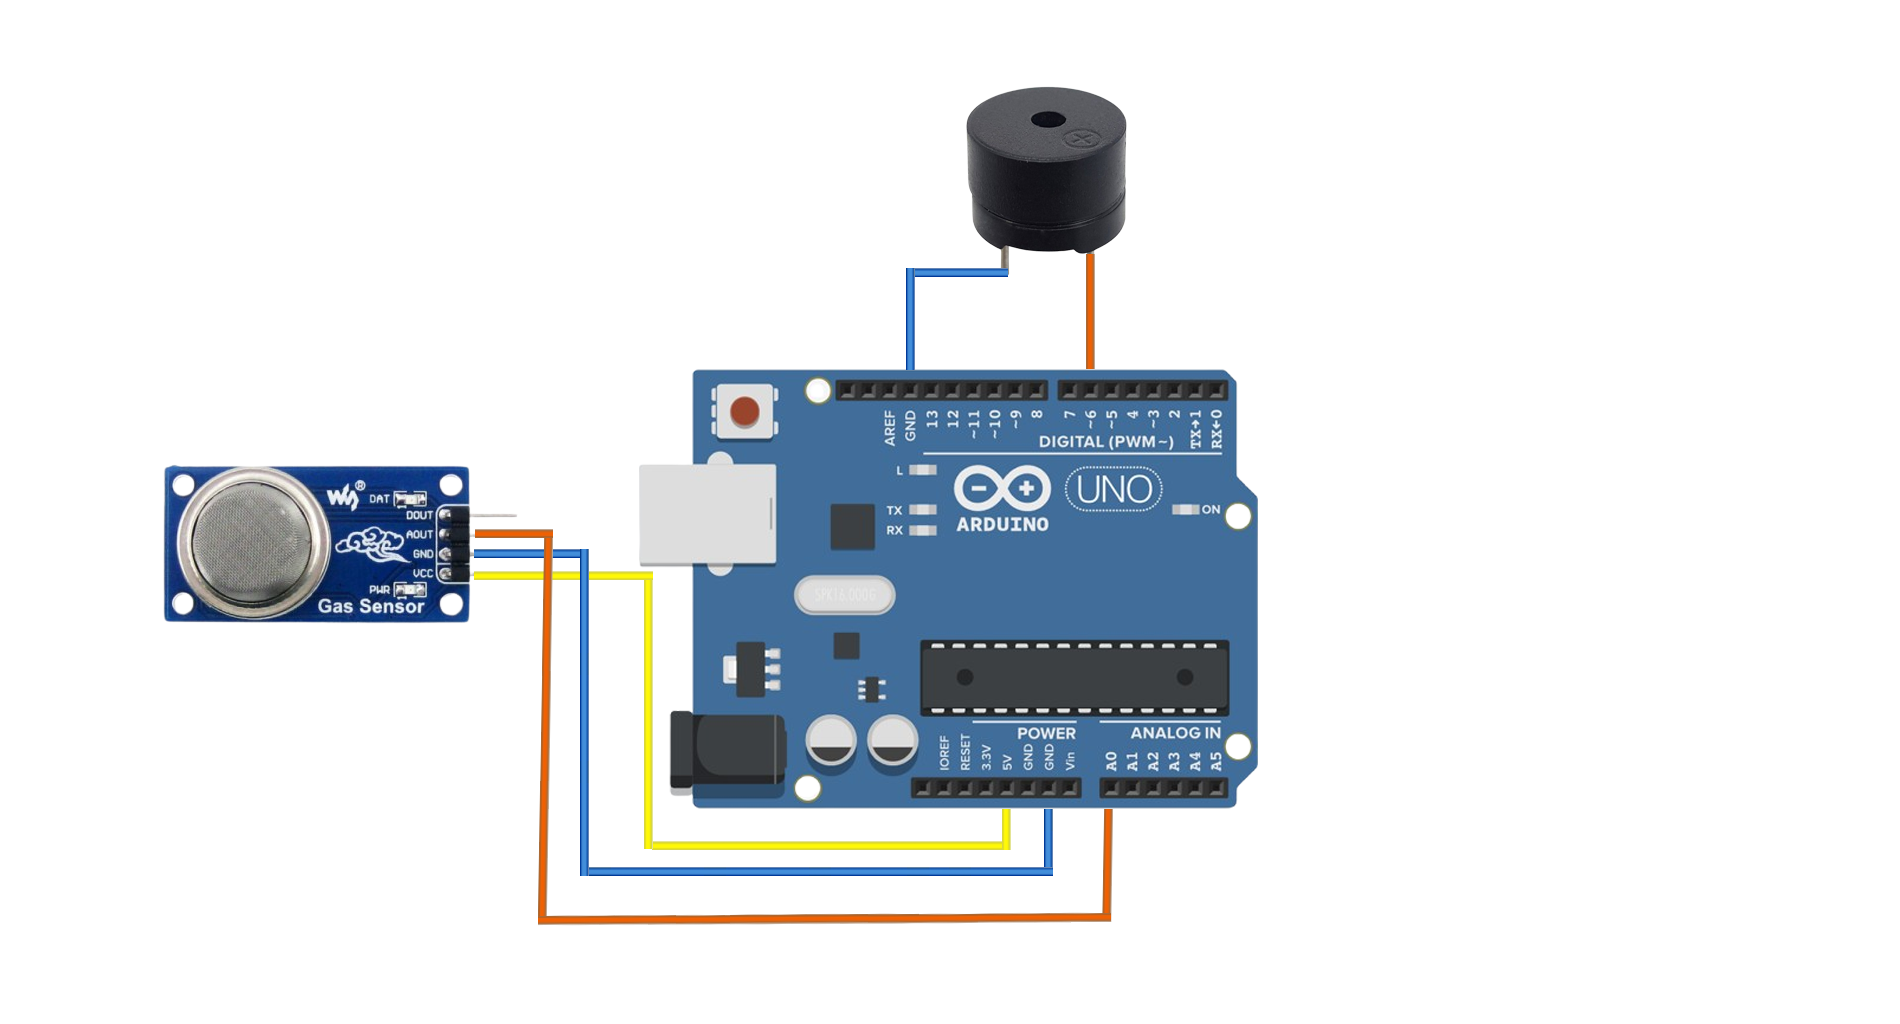 AREF
GND
13
12
~11
~10
~9
8
7
~6
~5
4
~3
2
TX→1
RX←0
DIGITAL (PWM~)
L
TX
RX
ARDUINO
UNO
ON
®
DAT
DOUT
AOUT
GND
VCC
PWR
Gas Sensor
SPK16.000G
POWER
ANALOG IN
IOREF
RESET
3.3V
5V
GND
GND
Vin
A0
A1
A2
A3
A4
A5